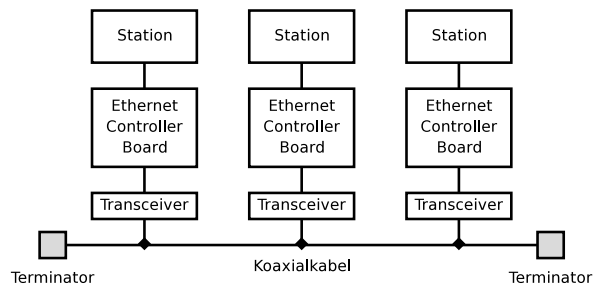 Station
Station
Station
Ethernet
Controller
Board
Ethernet
Controller
Board
Ethernet
Controller
Board
Transceiver
Transceiver
Transceiver
Koaxialkabel
Terminator
Terminator